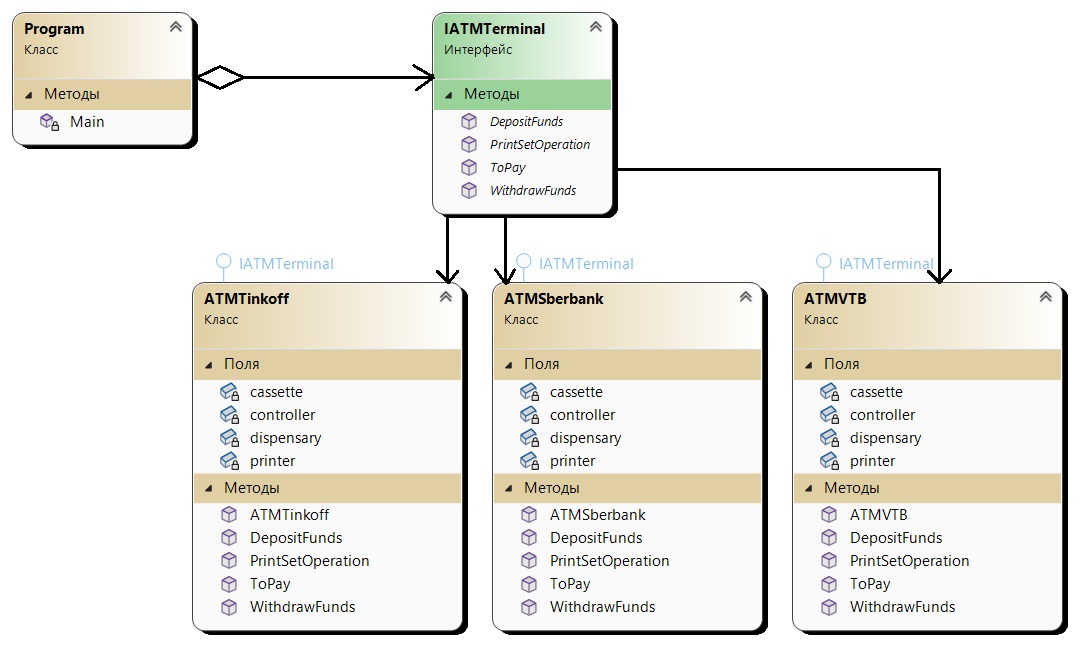 Program
Класс
Методы
Main
IATMTerminal
Интерфейс
Методы
DepositFunds
PrintSetOperation
ToPay
WithdrawFunds
IATMTerminal
ATMTinkoff
Класс
Поля
cassette
controller
dispensary
printer
Методы
ATMTinkoff
DepositFunds
PrintSetOperation
ToPay
WithdrawFunds
IATMTerminal
ATMSberbank
Класс
Поля
cassette
controller
dispensary
printer
Методы
ATMSberbank
DepositFunds
PrintSetOperation
ToPay
WithdrawFunds
IATMTerminal
ATMVTB
Класс
Поля
cassette
controller
dispensary
printer
Методы
ATMVTB
DepositFunds
PrintSetOperation
ToPay
WithdrawFunds